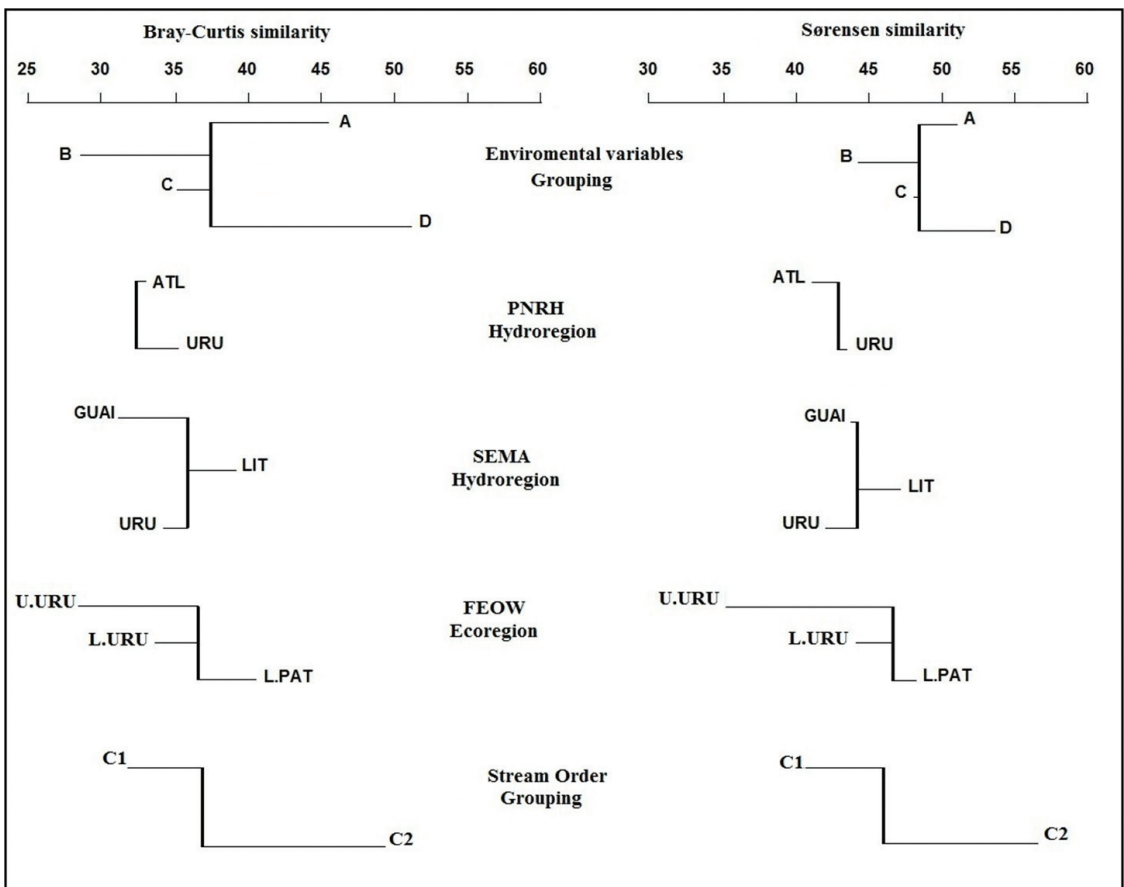 Bray-Curtis similarity
Sørensen similarity
25 30 35 40 45 50 55 60
30 40 45 50 55 60
A
B
C
D
Enviromental variables
Grouping
A
B
C
D
ATL
URU
PNRH
Hydroregion
ATL
URU
GUAI
LIT
URU
SEMA
Hydroregion
GUAI
LIT
URU
U.URU
L.URU
L.PAT
FEOW
Ecoregion
U.URU
L.URU
L.PAT
C1
C2
Stream Order
Grouping
C1
C2